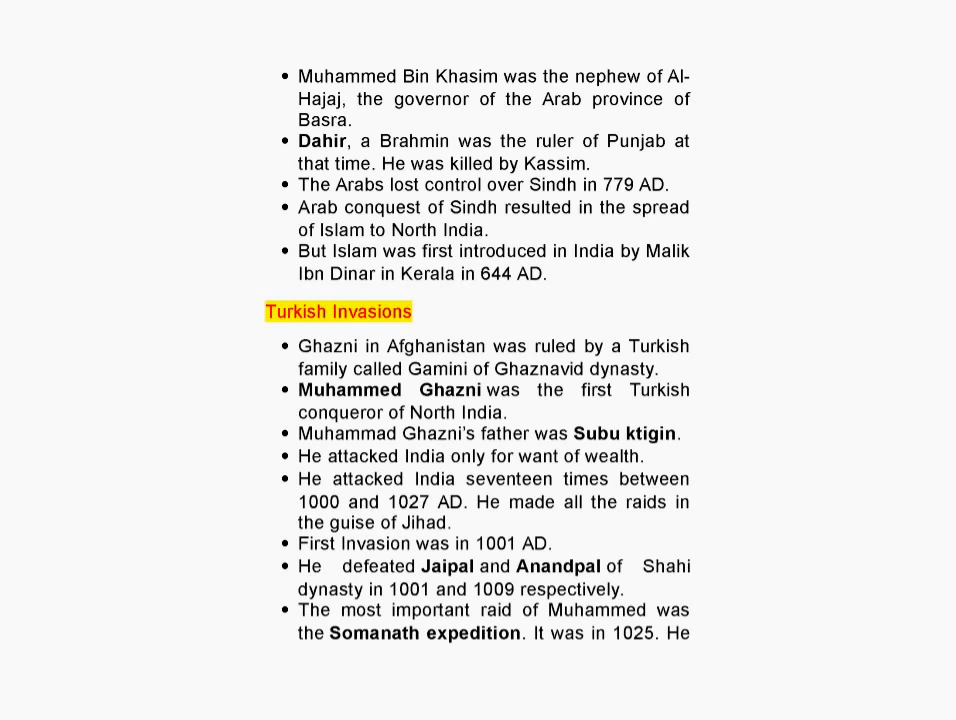 • Muhammed Bin Khasim was the nephew of Al-
Hajaj, the governor of the Arab province of
Basra.
• Dahir, a Brahmin was the ruler of Punjab at
that time. He was killed by Kassim.
• The Arabs lost control over Sindh in 779 AD.
• Arab conquest of Sindh resulted in the spread
of Islam to North India.
• But Islam was first introduced in India by Malik
Ibn Dinar in Kerala in 644 AD.
Turkish Invasions
• Ghazni in Afghanistan was ruled by a Turkish
family called Gamini of Ghaznavid dynasty.
• Muhammed Ghazni was the first Turkish
conqueror of North India.
• Muhammad Ghazni's father was Subu ktigin.
• He attacked India only for want of wealth.
• He attacked India seventeen times between
1000 and 1027 AD. He made all the raids in
the guise of Jihad.
• First Invasion was in 1001 AD.
• He defeated Jaipal and Anandpal of Shahi
dynasty in 1001 and 1009 respectively.
• The most important raid of Muhammed was
the Somanath expedition. It was in 1025. He